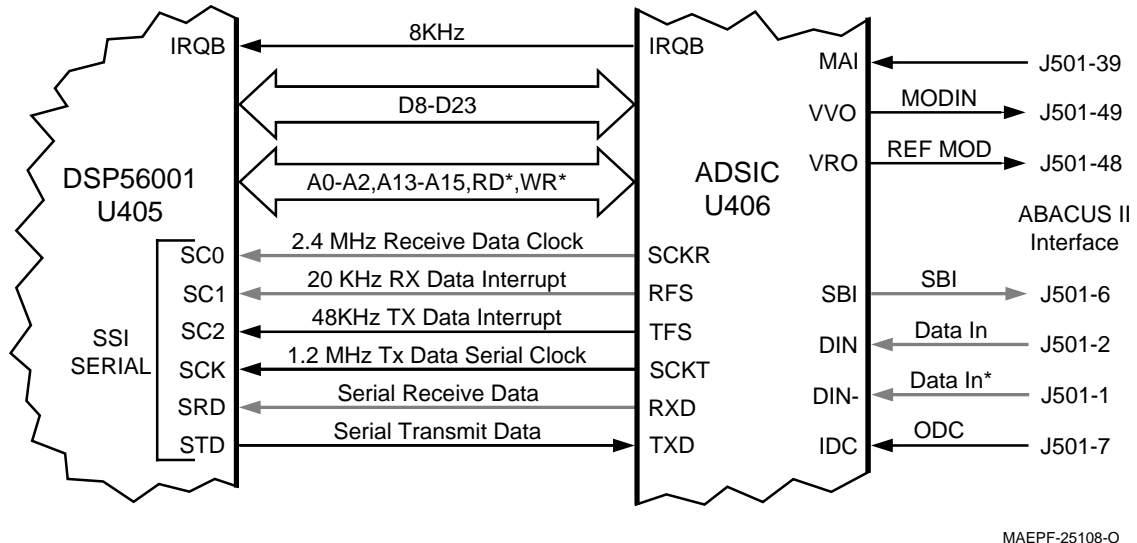 8KHz
IRQB
IRQB
MAI
J501-39
D8-D23
VVO
MODIN
J501-49
VRO
REF MOD
J501-48
DSP56001
U405
A0-A2,A13-A15,RD*,WR*
ADSIC
U406
ABACUS II
Interface
SC0
2.4 MHz Receive Data Clock
SCKR
SC1
20 KHz RX Data Interrupt
RFS
SBI
SBI
J501-6
SSI
SERIAL
SC2
48KHz TX Data Interrupt
TFS
DIN
Data In
J501-2
SCK
1.2 MHz Tx Data Serial Clock
SCKT
SRD
Serial Receive Data
RXD
DIN-
Data In*
J501-1
STD
Serial Transmit Data
TXD
IDC
ODC
J501-7
MAEPF-25108-O